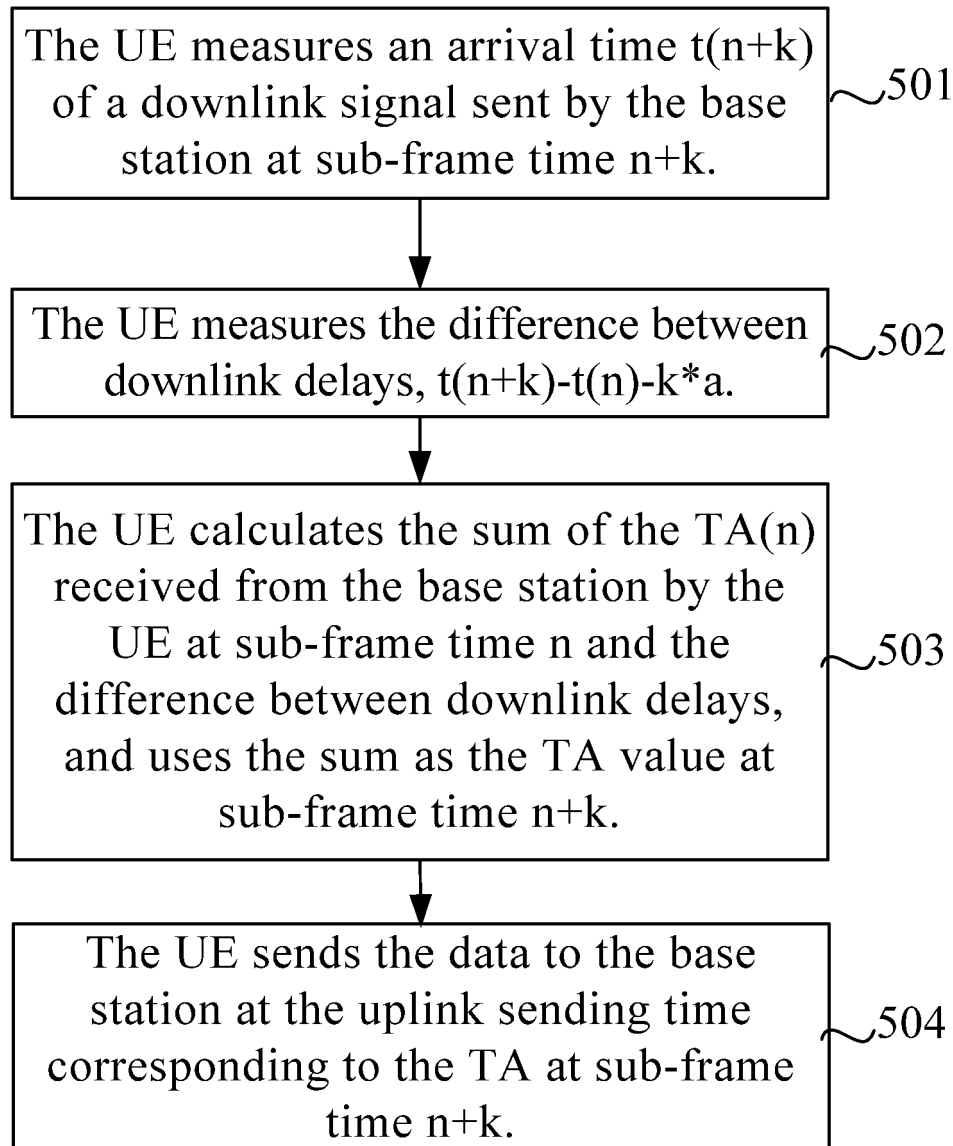 The UE measures an arrival time t(n+k)
of a downlink signal sent by the base
station at sub-frame time n+k.
501
The UE measures the difference between
downlink delays, t(n+k)-t(n)-k*a.
502
The UE calculates the sum of the TA(n)
received from the base station by the
UE at sub-frame time n and the
difference between downlink delays,
and uses the sum as the TA value at
sub-frame time n+k.
503
The UE sends the data to the base
station at the uplink sending time
corresponding to the TA at sub-frame
time n+k.
504